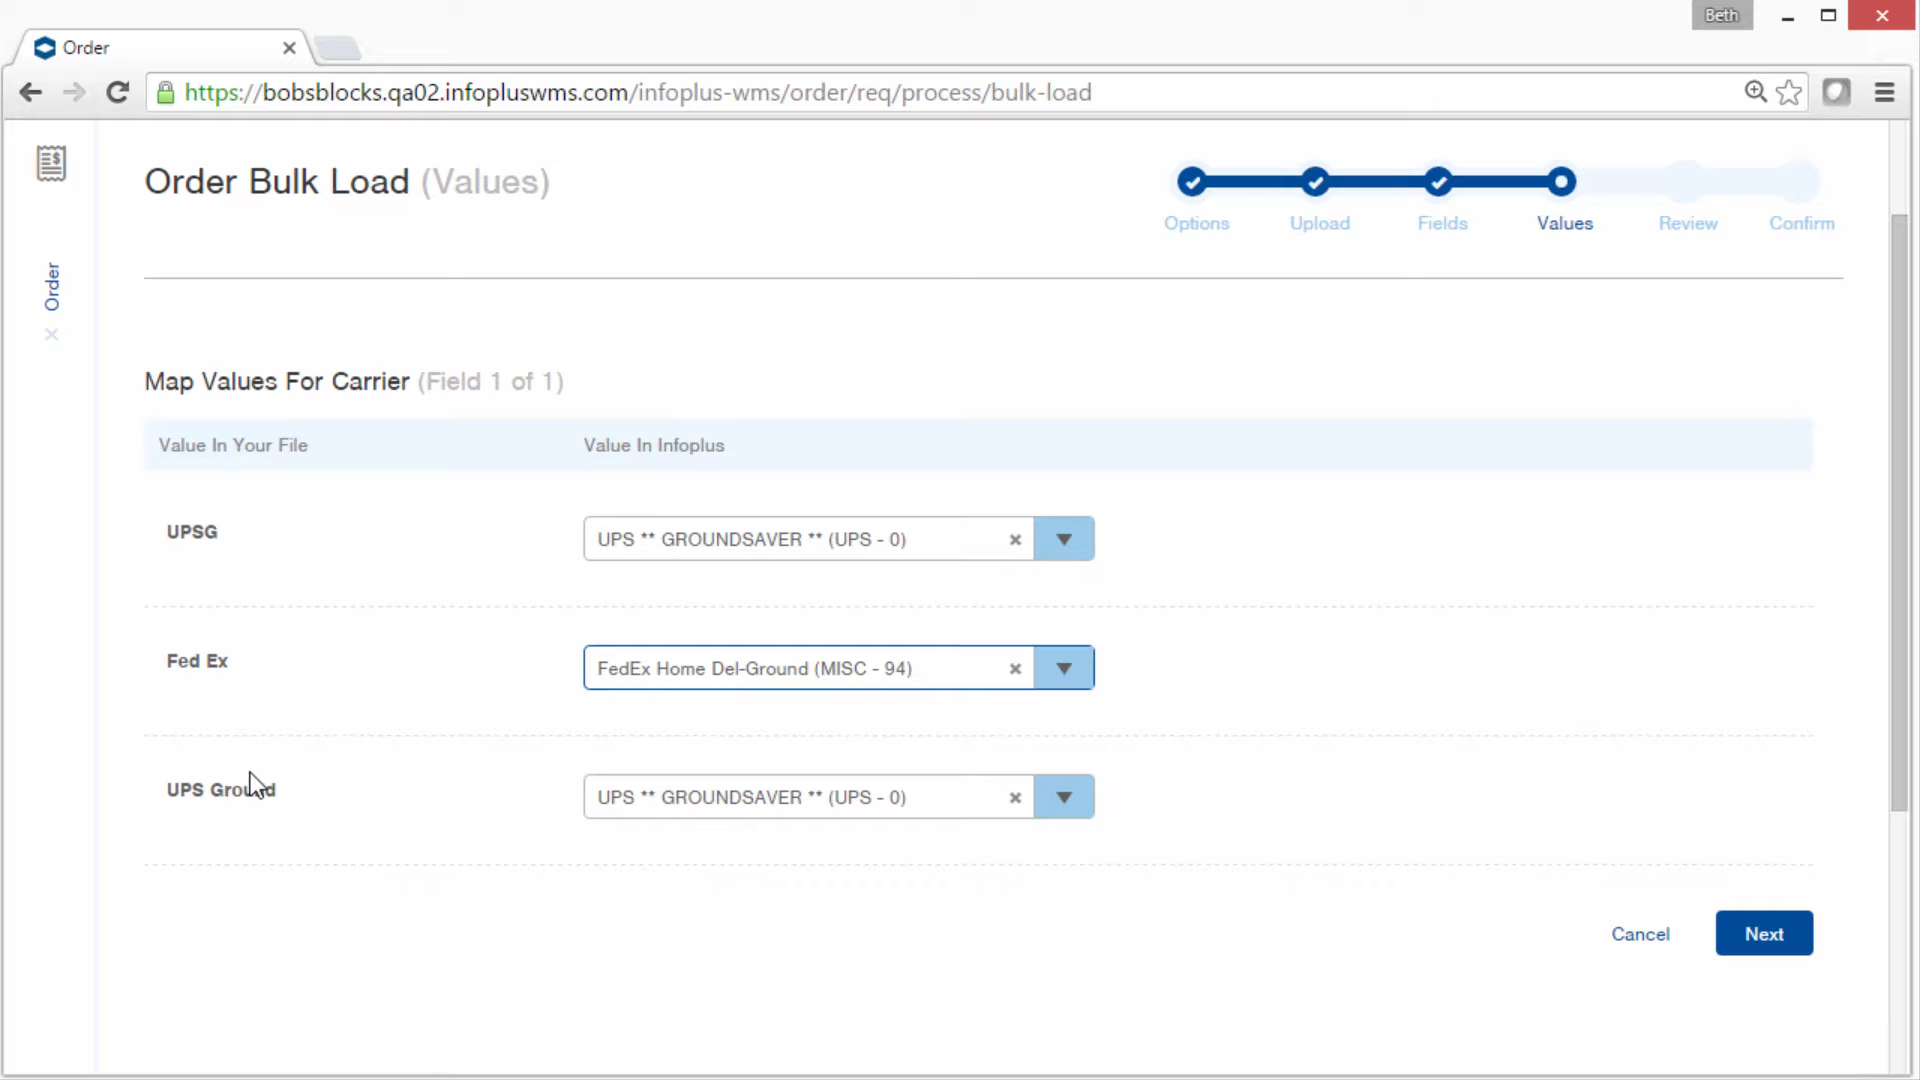 Beth
Order
https://bobsblocks.qa02.infopluswms.com/infoplus-wms/order/req/process/bulk-load
Order
Order Bulk Load (Values)
Options Upload Fields Values Review Confirm
Map Values For Carrier (Field 1 of 1)
Value In Your File Value In Infoplus
UPSG UPS ** GROUNDSAVER ** (UPS - 0)
Fed Ex FedEx Home Del-Ground (MISC - 94)
UPS Ground UPS ** GROUNDSAVER ** (UPS - 0)
Cancel Next